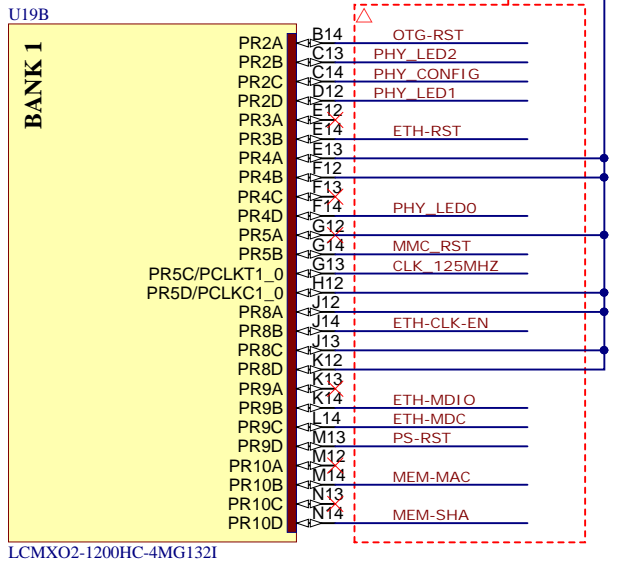 U19B
BANK 1
PR2A B14 OTG-RST
PR2B C13 PHY_LED2
PR2C C14 PHY_CONFIG
PR2D D12 PHY_LED1
PR3A E12
PR3B E14 ETH-RST
PR4A E13
PR4B F12
PR4C F13
PR4D F14 PHY_LED0
PR5A G12
PR5B G14 MMC_RST
PR5C/PCLKT1_0 G13 CLK_125MHZ
PR5D/PCLKC1_0 H12
PR8A J12
PR8B J14 ETH-CLK-EN
PR8C J13
PR8D K12
PR9A K13
PR9B K14 ETH-MDIO
PR9C L14 ETH-MDC
PR9D M13 PS-RST
PR10A M12
PR10B M14 MEM-MAC
PR10C N13
PR10D N14 MEM-SHA
LCMXO2-1200HC-4MG132I